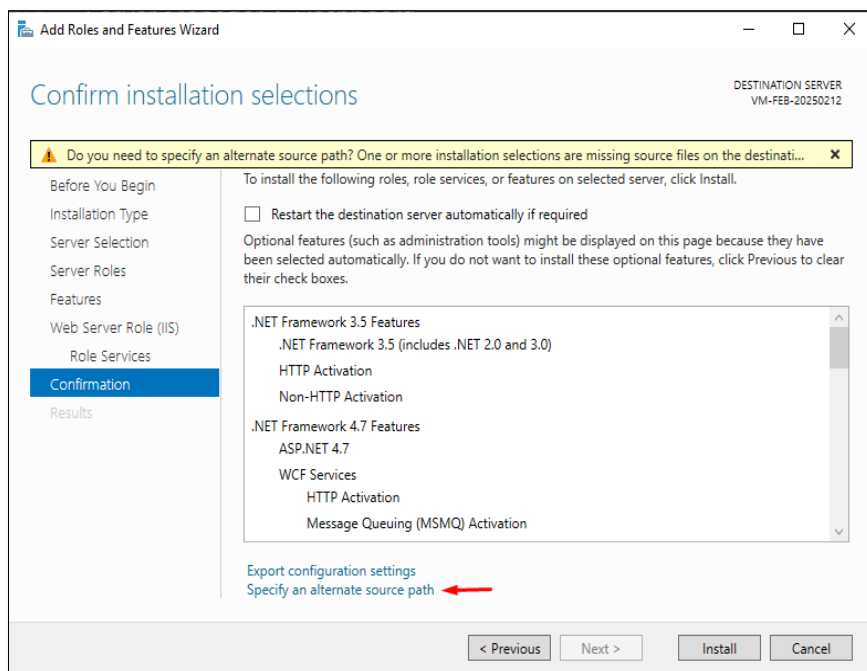 Add Roles and Features Wizard
Confirm installation selections
DESTINATION SERVER
VM-FEB-20250212
Do you need to specify an alternate source path? One or more installation selections are missing source files on the destinati...
Before You Begin
Installation Type
Server Selection
Server Roles
Features
Web Server Role (IIS)
Role Services
Confirmation
Results
To install the following roles, role services, or features on selected server, click Install.
Restart the destination server automatically if required
Optional features (such as administration tools) might be displayed on this page because they have
been selected automatically. If you do not want to install these optional features, click Previous to clear
their check boxes.
.NET Framework 3.5 Features
.NET Framework 3.5 (includes .NET 2.0 and 3.0)
HTTP Activation
Non-HTTP Activation
.NET Framework 4.7 Features
ASP.NET 4.7
WCF Services
HTTP Activation
Message Queuing (MSMQ) Activation
Export configuration settings
Specify an alternate source path
< Previous
Next >
Install
Cancel